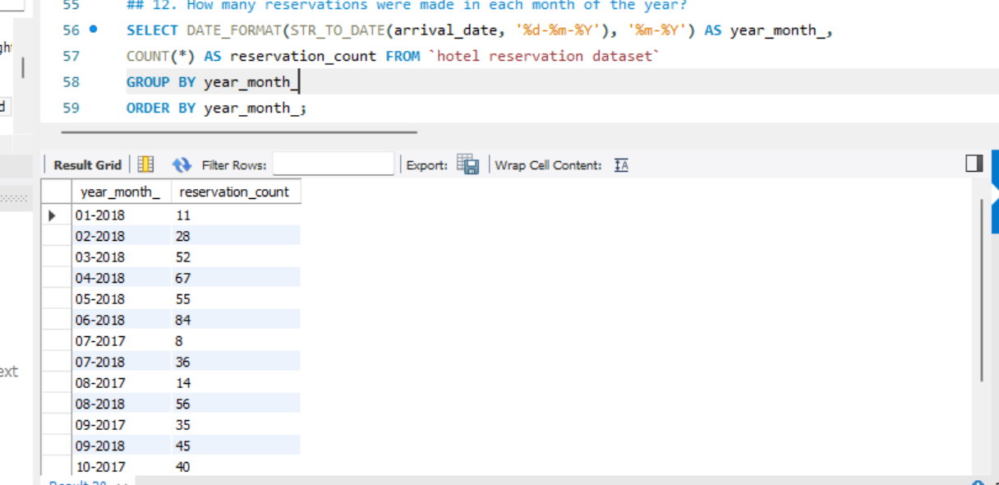 55 ## 12. How many reservations were made in each month of the year?
56 SELECT DATE_FORMAT(STR_TO_DATE(arrival_date, '%d-%m-%Y'), '%m-%Y') AS year_month_,
57 COUNT(*) AS reservation_count FROM `hotel reservation dataset`
58 GROUP BY year_month_
59 ORDER BY year_month_;
Result Grid Filter Rows: Export: Wrap Cell Content:
year_month_ reservation_count
01-2018 11
02-2018 28
03-2018 52
04-2018 67
05-2018 55
06-2018 84
07-2017 8
07-2018 36
08-2017 14
08-2018 56
09-2017 35
09-2018 45
10-2017 40